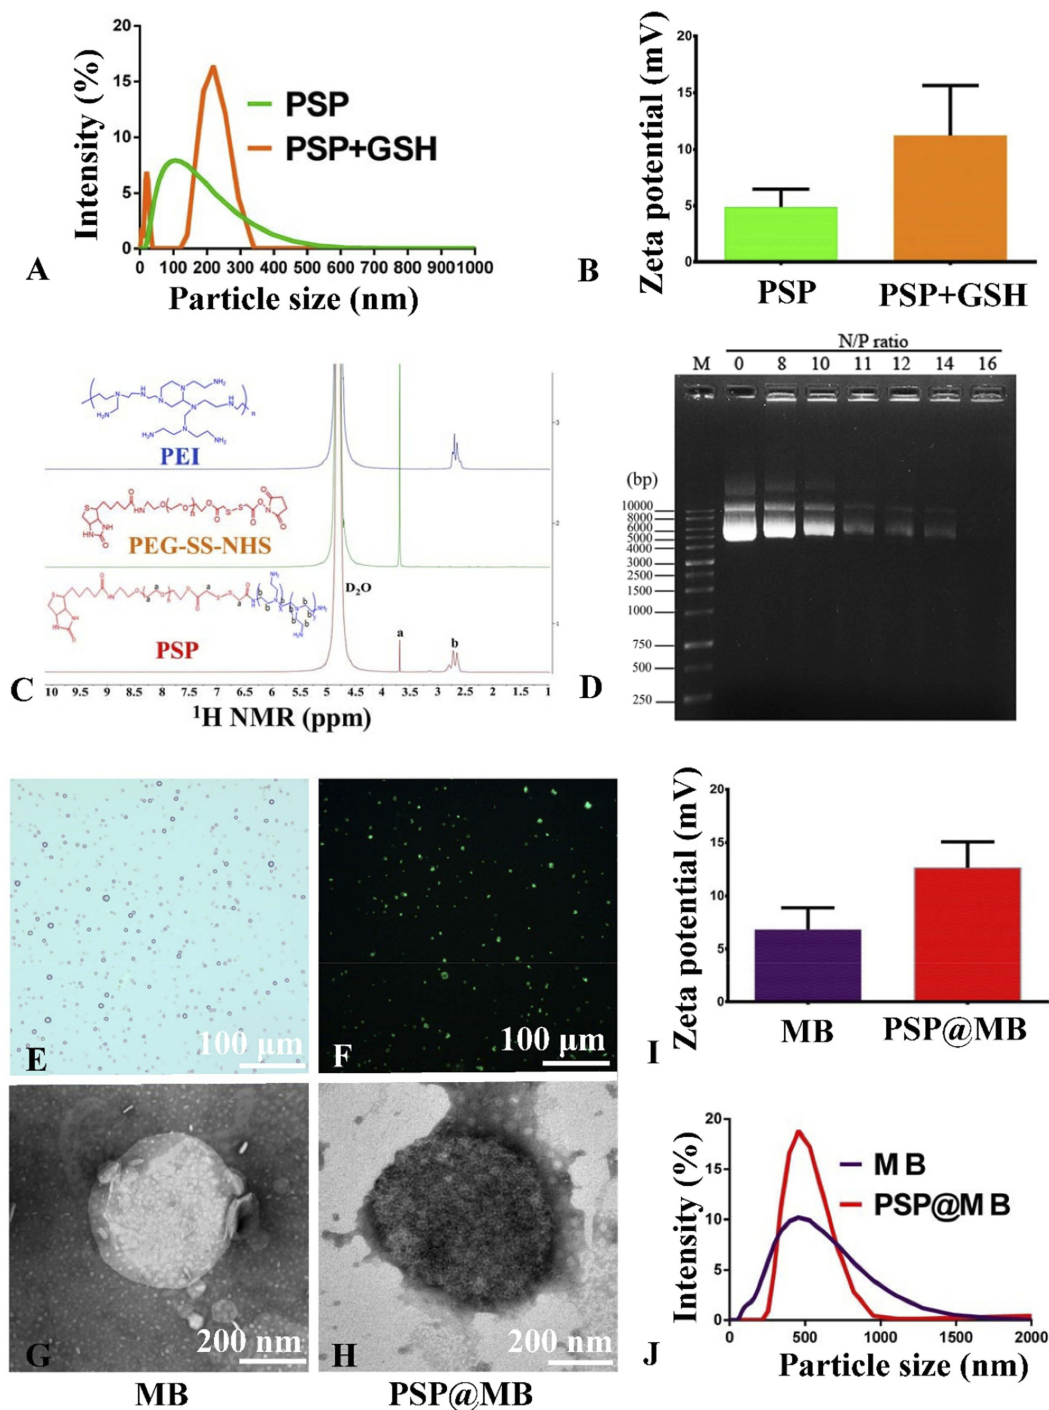 20
15
10
5
0
Intensity (%)
PSP
PSP+GSH
0 100 200 300 400 500 600 700 800 9001000
Particle size (nm)
A
20
15
10
5
0
Zeta potential (mV)
PSP PSP+GSH
B
PEI
PEG-SS-NHS
PSP
D₂O
a
b
3
2
1
10 9.5 9 8.5 8 7.5 7 6.5 6 5.5 5 4.5 4 3.5 3 2.5 2 1.5 1
¹H NMR (ppm)
C
N/P ratio
M 0 8 10 11 12 14 16
(bp)
10000
8000
6000
5000
4000
3000
2500
1500
1000
750
500
250
D
E
100 μm
F
100 μm
G
200 nm
H
200 nm
MB
PSP@MB
20
15
10
5
0
Zeta potential (mV)
MB PSP@MB
I
20
15
10
5
0
Intensity (%)
MB
PSP@MB
0 500 1000 1500 2000
Particle size (nm)
J